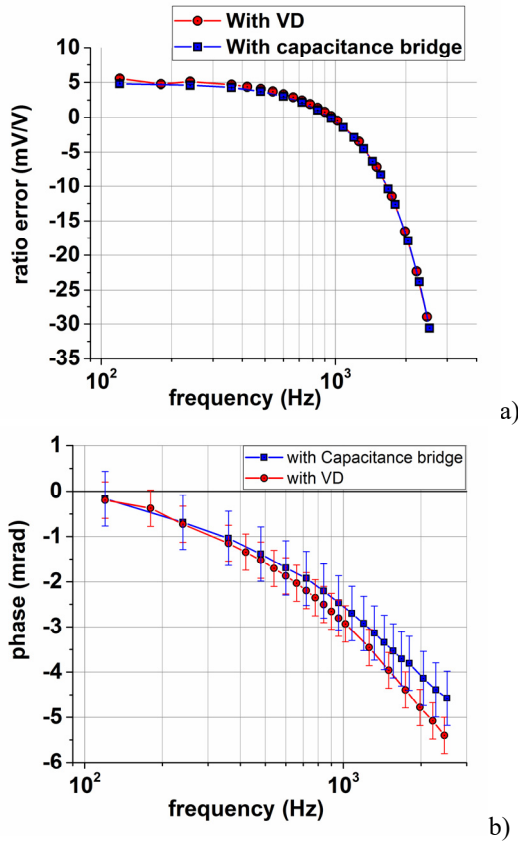 With VD
With capacitance bridge
10
5
0
-5
-10
-15
-20
-25
-30
-35
ratio error (mV/V)
10²
10³
frequency (Hz)
a)
with Capacitance bridge
with VD
1
0
-1
-2
-3
-4
-5
-6
phase (mrad)
10²
10³
frequency (Hz)
b)